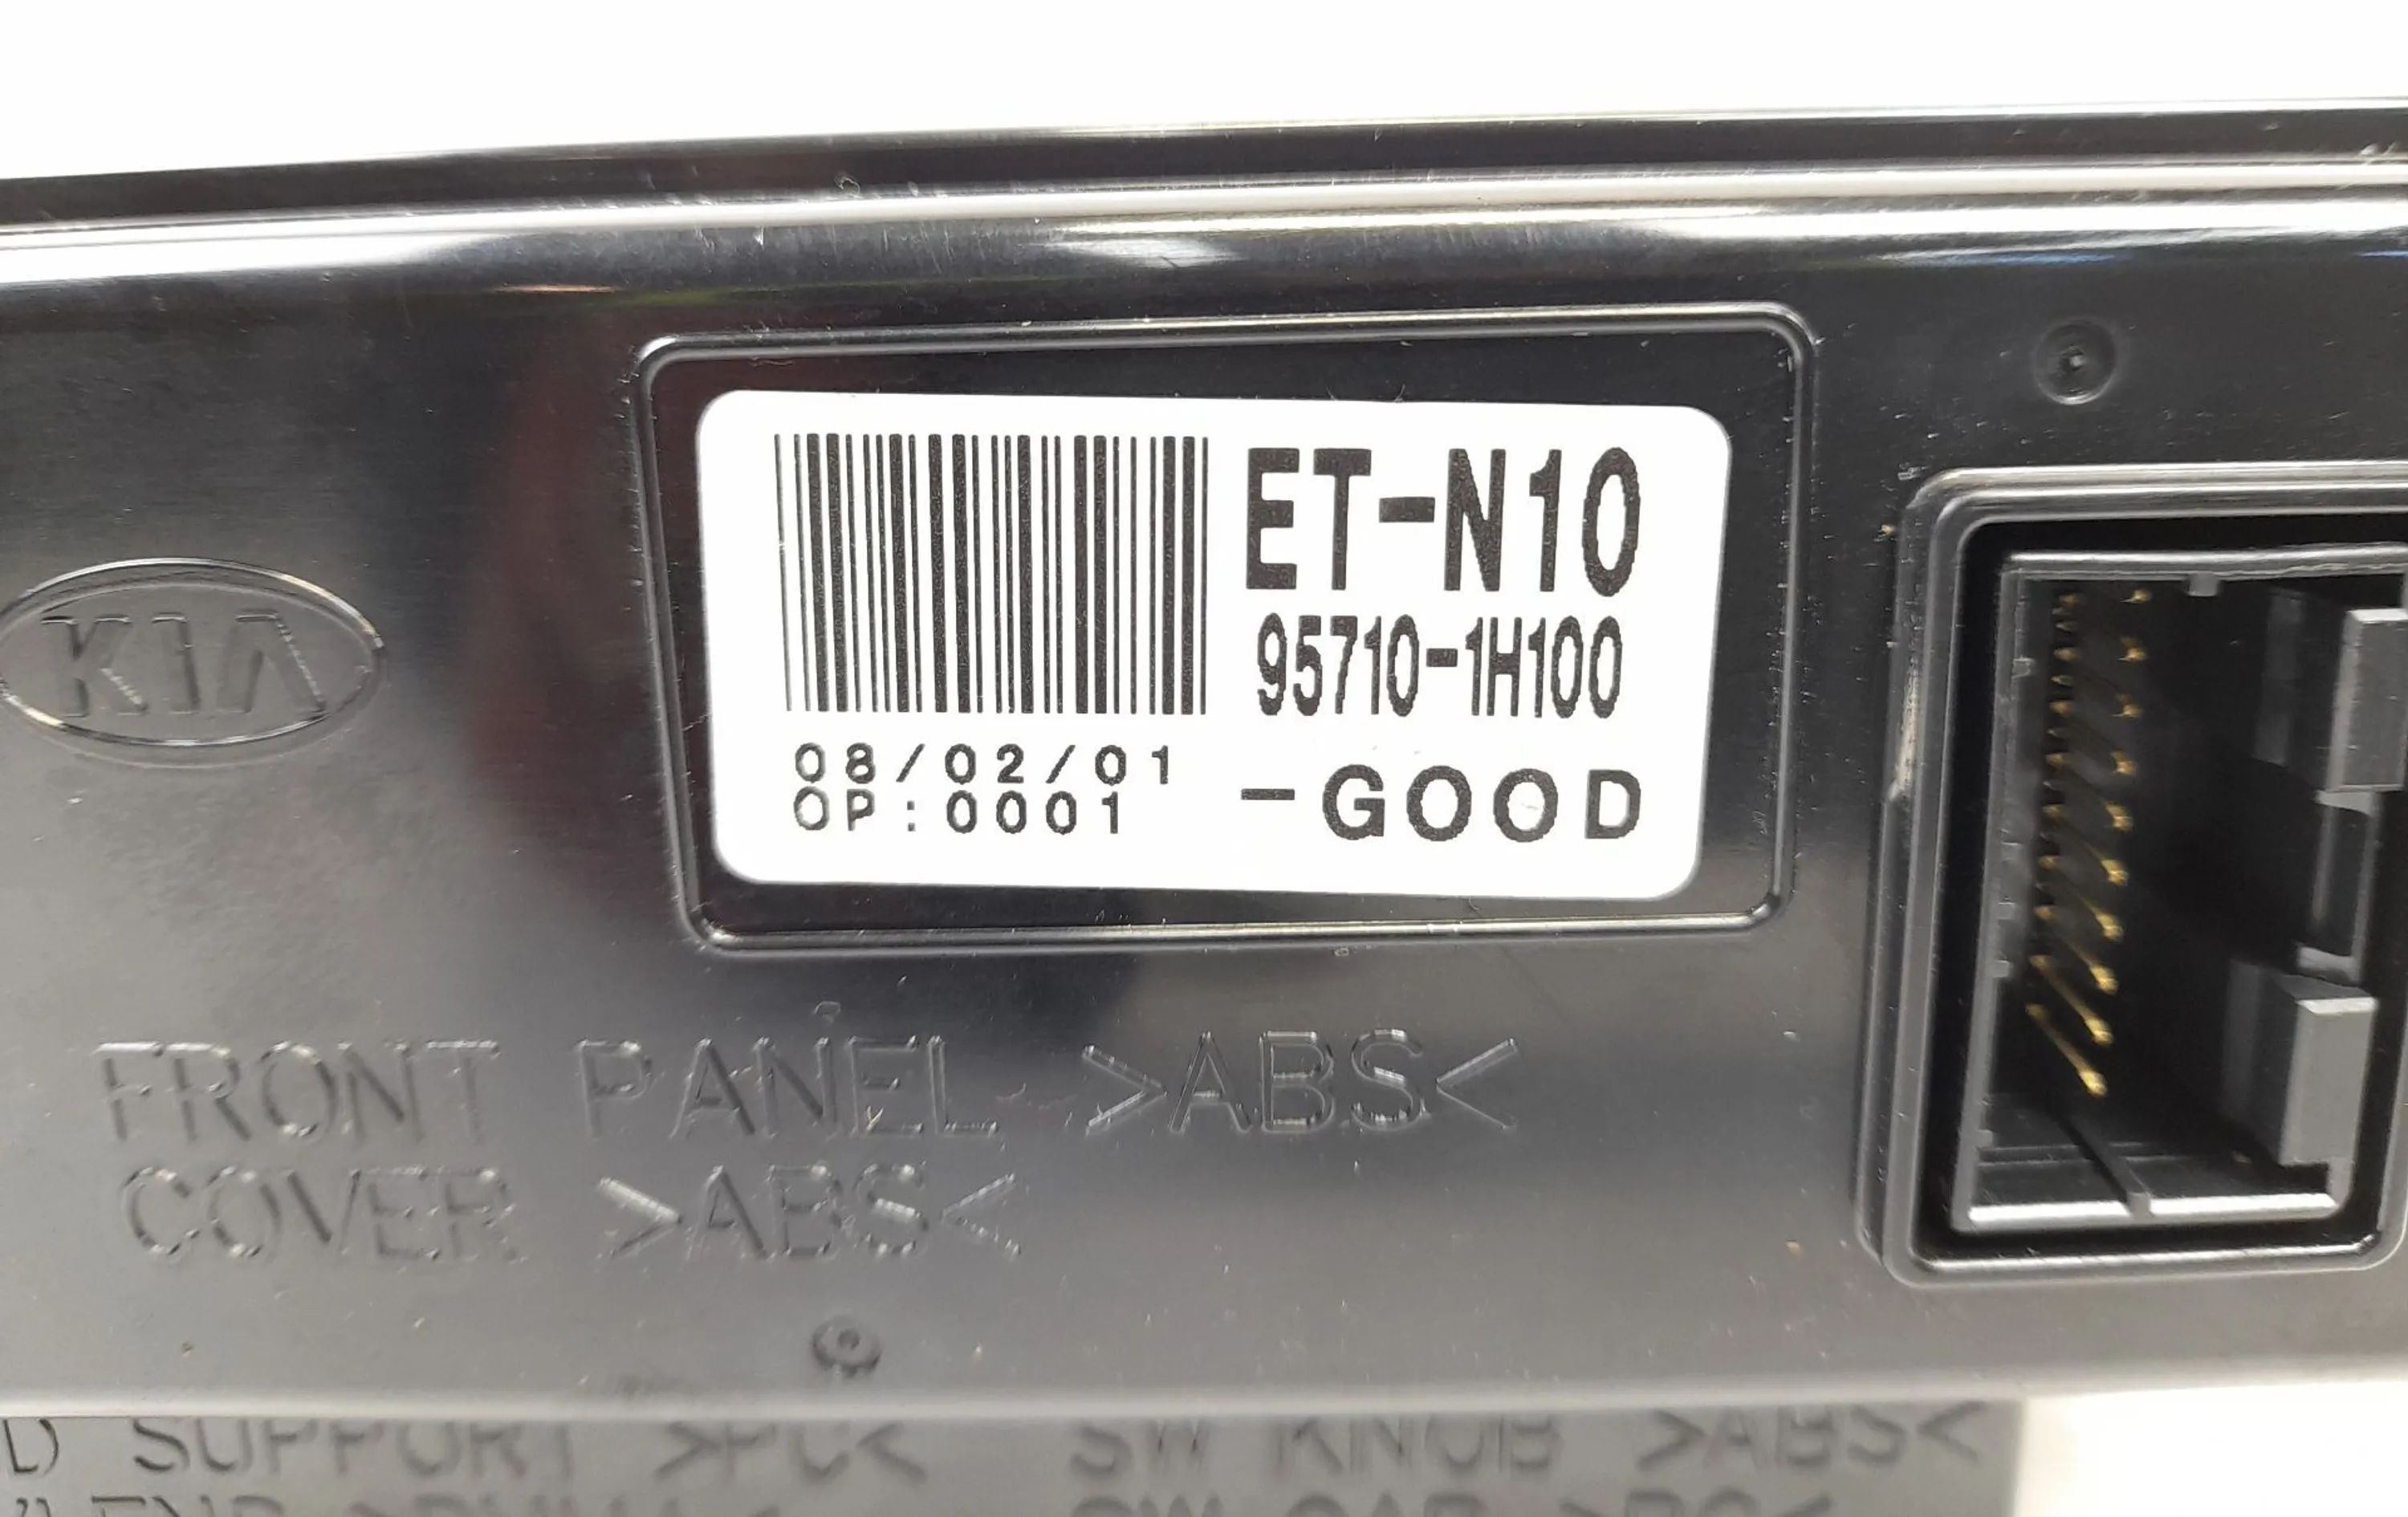 ET-N10
95710-1H100
08/02/01
OP:0001
-GOOD
KIA
FRONT PANEL >ABS<
COVER >ABS<
SUPPORT >PC< SW KNOB >ABS<